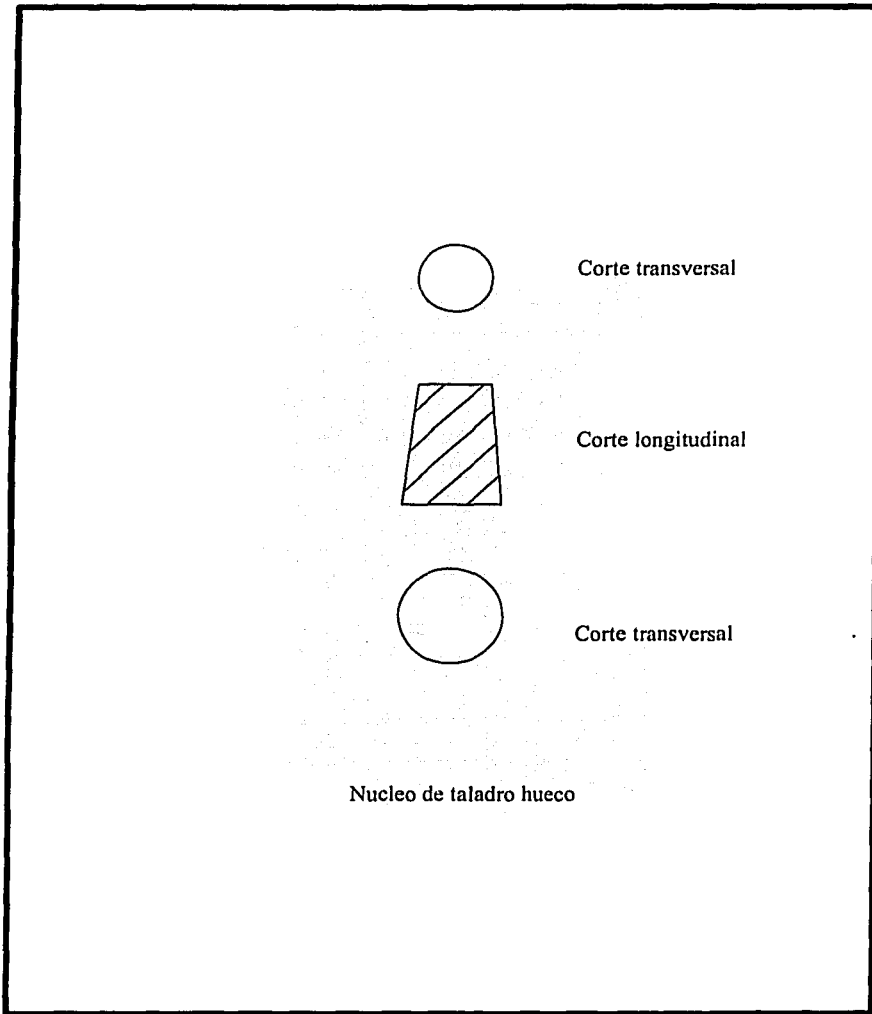 Corte transversal
Corte longitudinal
Corte transversal
Nucleo de taladro hueco